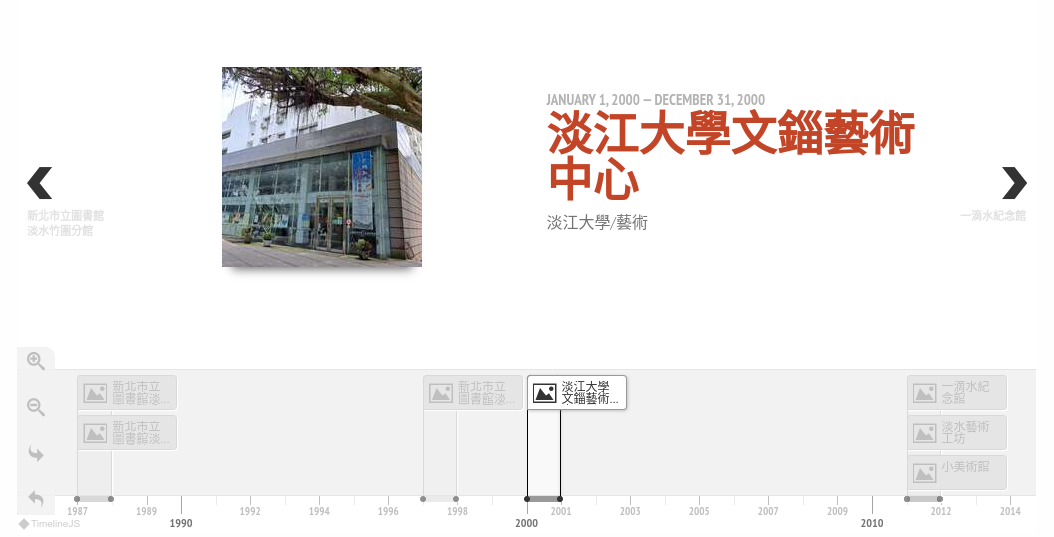 JANUARY 1, 2000 — DECEMBER 31, 2000
淡江大學文錙藝術
中心
淡江大學/藝術
新北市立圖書館
淡水竹圍分館
一滴水紀念館
新北市立
圖書館淡...
新北市立
圖書館淡...
新北市立
圖書館淡...
淡江大學
文錙藝術...
一滴水紀
念館
淡水藝術
工坊
小美術館
1987 1989 1992 1994 1996 1998 2001 2003 2005 2007 2009 2012 2014
1990 2000 2010
TimelineJS